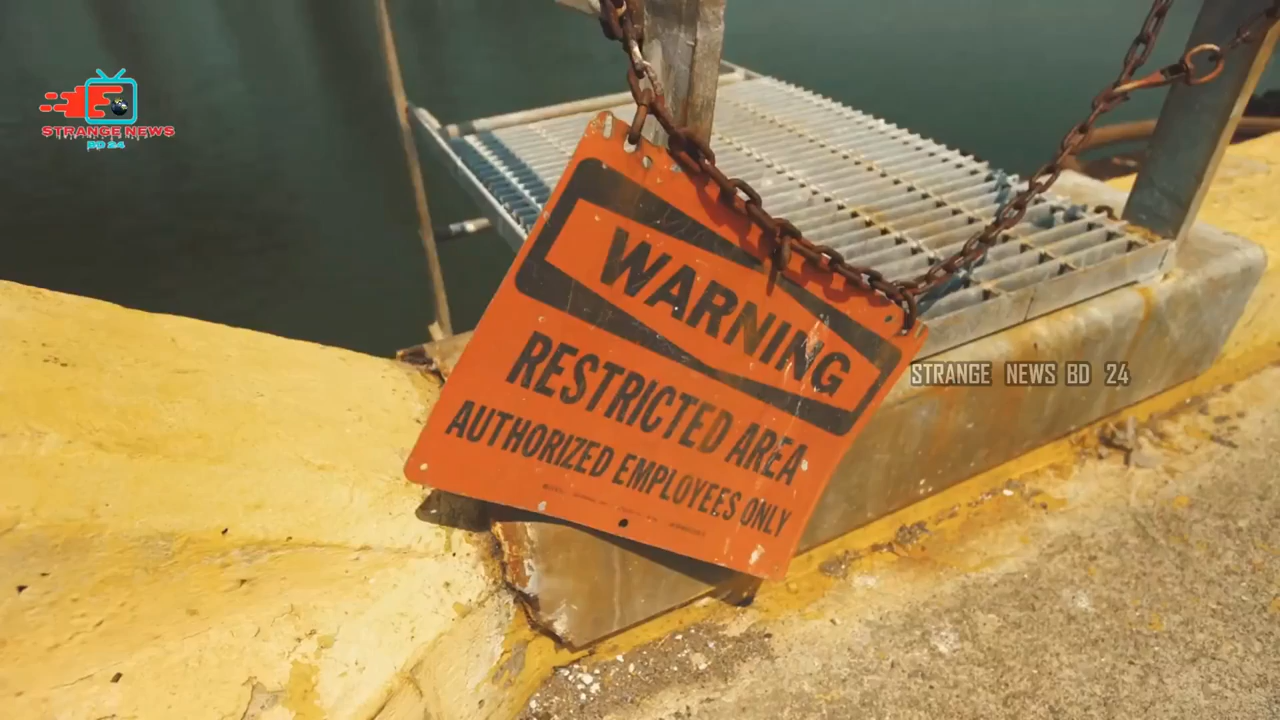 STRANGE NEWS
BD 24
WARNING
RESTRICTED AREA
AUTHORIZED EMPLOYEES ONLY
STRANGE NEWS BD 24